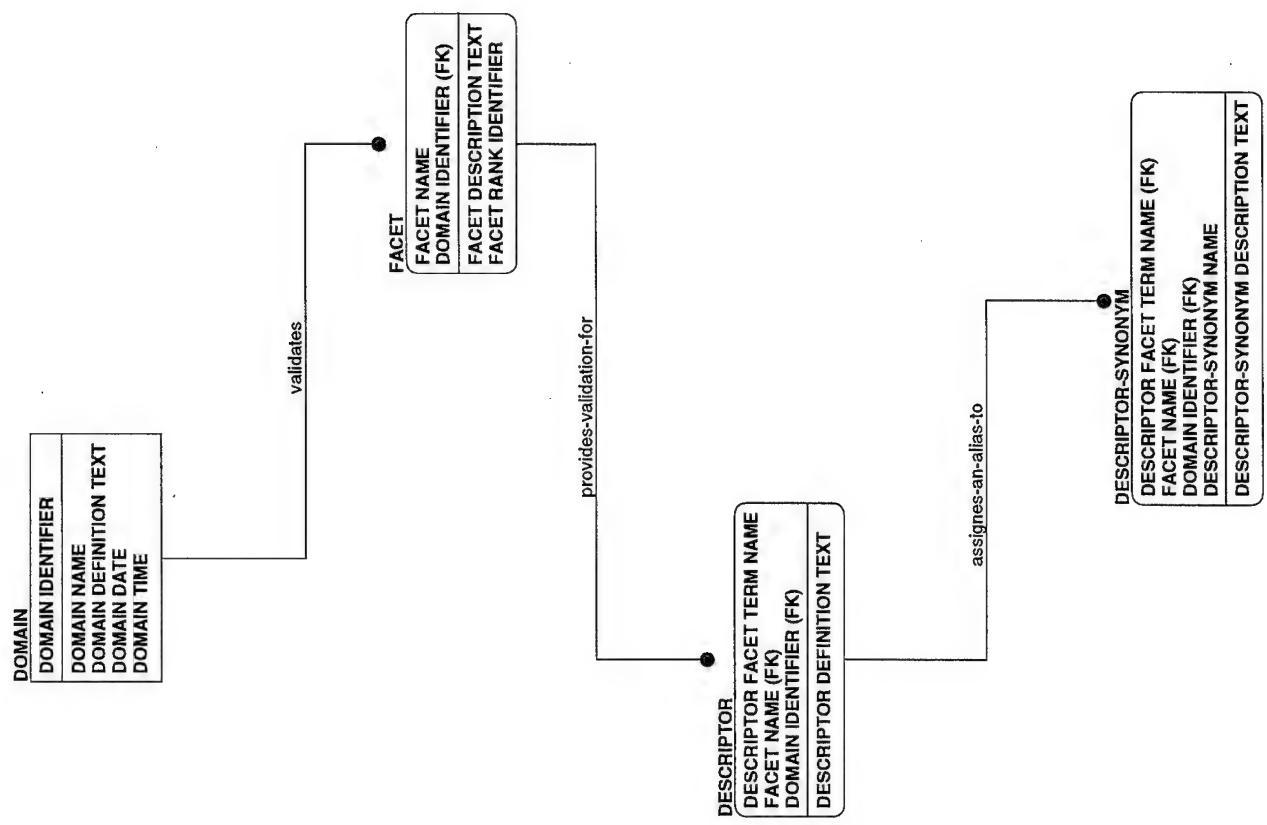 DOMAIN
DOMAIN IDENTIFIER
DOMAIN NAME
DOMAIN DEFINITION TEXT
DOMAIN DATE
DOMAIN TIME
validates
FACET
FACET NAME
DOMAIN IDENTIFIER (FK)
FACET DESCRIPTION TEXT
FACET RANK IDENTIFIER
provides-validation-for
DESCRIPTOR
DESCRIPTOR FACET TERM NAME
FACET NAME (FK)
DOMAIN IDENTIFIER (FK)
DESCRIPTOR DEFINITION TEXT
assignes-an-alias-to
DESCRIPTOR-SYNONYM
DESCRIPTOR FACET TERM NAME (FK)
FACET NAME (FK)
DOMAIN IDENTIFIER (FK)
DESCRIPTOR-SYNONYM NAME
DESCRIPTOR-SYNONYM DESCRIPTION TEXT